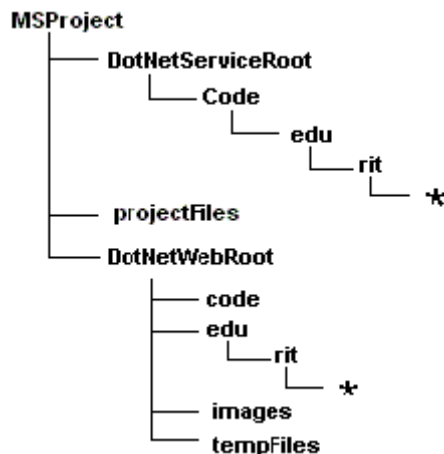 MSProject
DotNetServiceRoot
Code
edu
rit
*
projectFiles
DotNetWebRoot
code
edu
rit
*
images
tempFiles